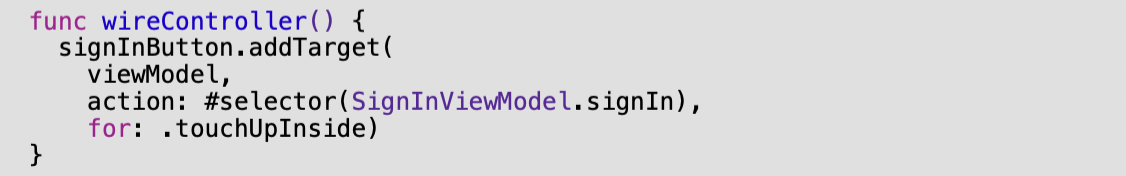 func wireController() {
  signInButton.addTarget(
    viewModel,
    action: #selector(SignInViewModel.signIn),
    for: .touchUpInside)
}